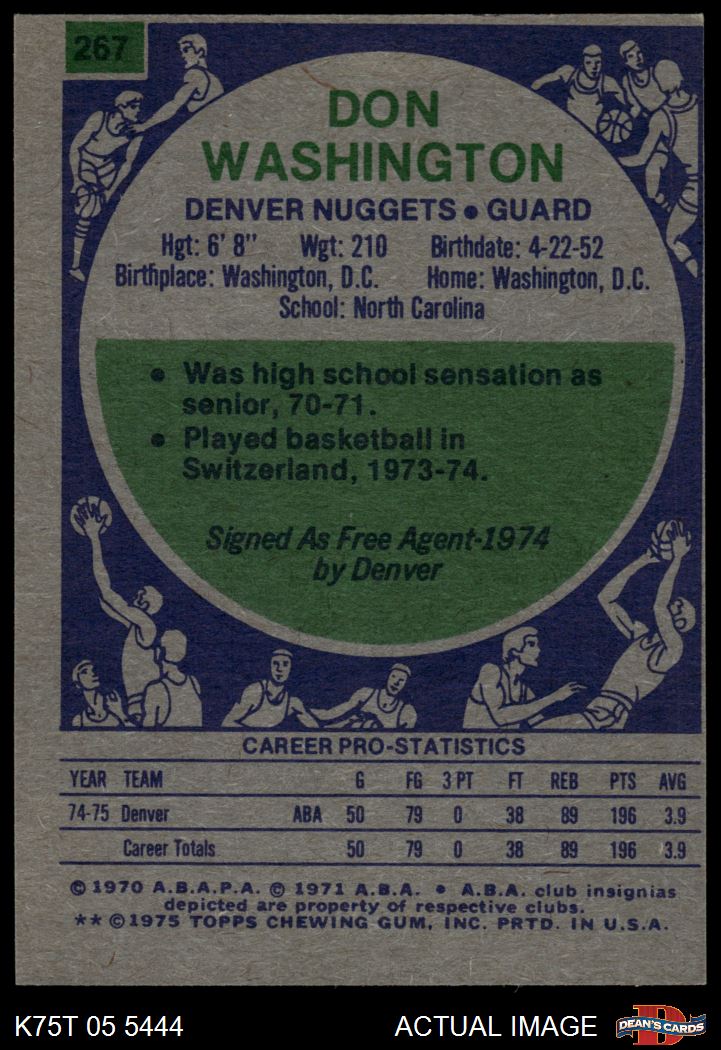 267
DON
WASHINGTON
DENVER NUGGETS • GUARD
Hgt: 6' 8" Wgt: 210 Birthdate: 4-22-52
Birthplace: Washington, D.C. Home: Washington, D.C.
School: North Carolina
• Was high school sensation as
senior, 70-71.
• Played basketball in
Switzerland, 1973-74.
Signed As Free Agent-1974
by Denver
CAREER PRO-STATISTICS
YEAR TEAM G FG 3 PT FT REB PTS AVG
74-75 Denver ABA 50 79 0 38 89 196 3.9
Career Totals 50 79 0 38 89 196 3.9
© 1970 A.B.A.P.A. © 1971 A.B.A. • A.B.A. club insignias
depicted are property of respective clubs.
** © 1975 TOPPS CHEWING GUM, INC. PRTD. IN U.S.A.
K75T 05 5444 ACTUAL IMAGE D DEAN'S CARDS